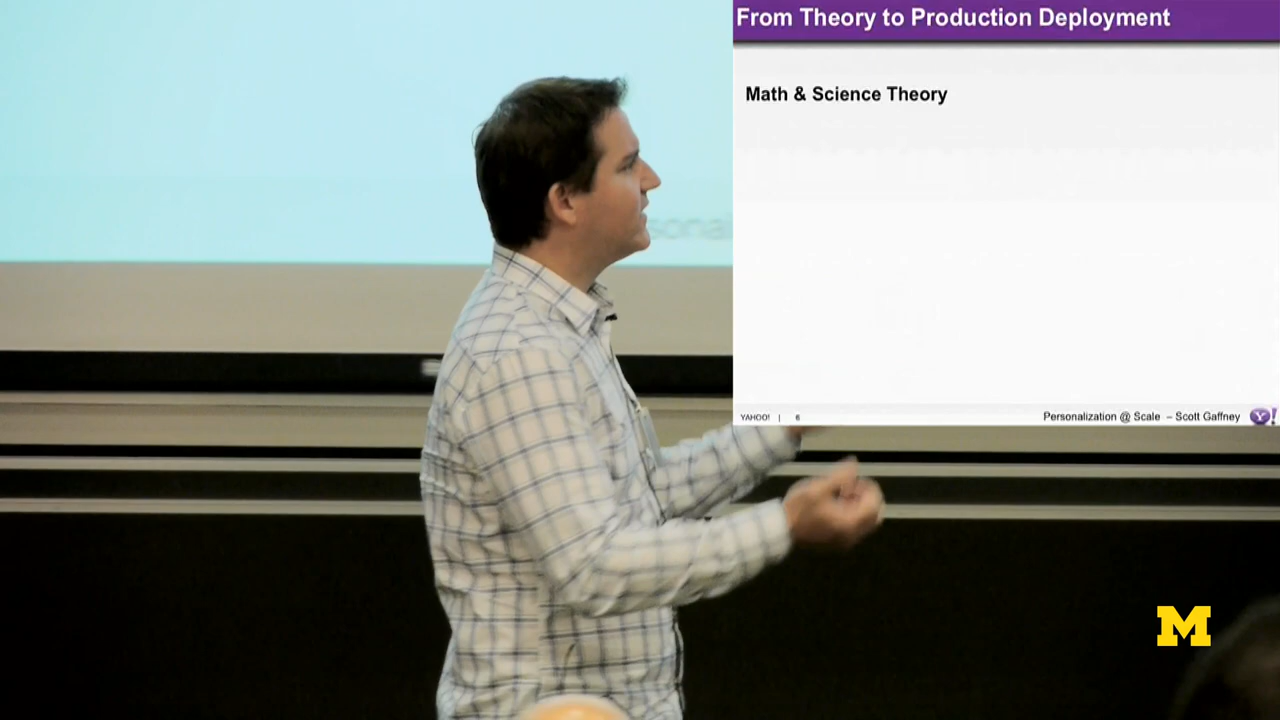 From Theory to Production Deployment
Math & Science Theory
YAHOO! | 6
Personalization @ Scale – Scott Gaffney
Y!
M